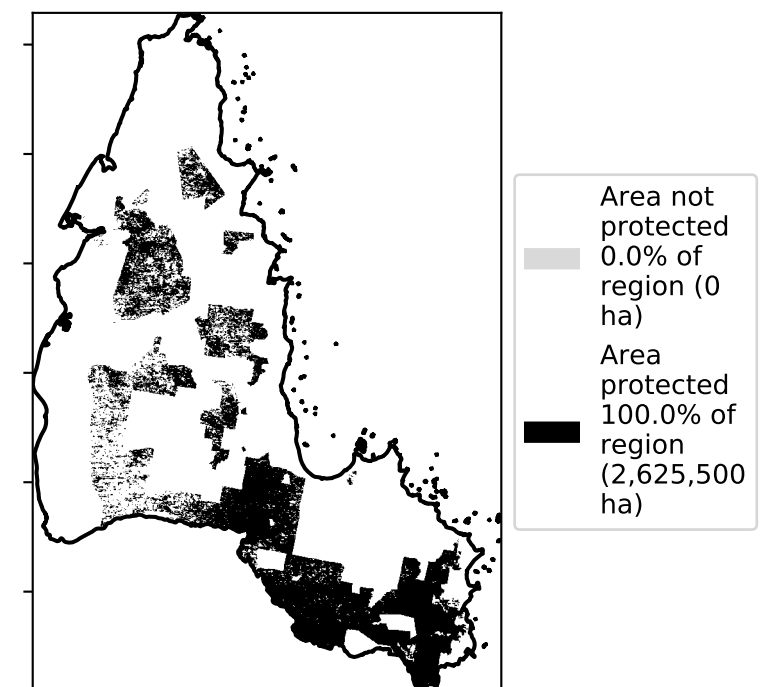 Area not
protected
0.0% of
region (0
ha)
Area
protected
100.0% of
region
(2,625,500
ha)